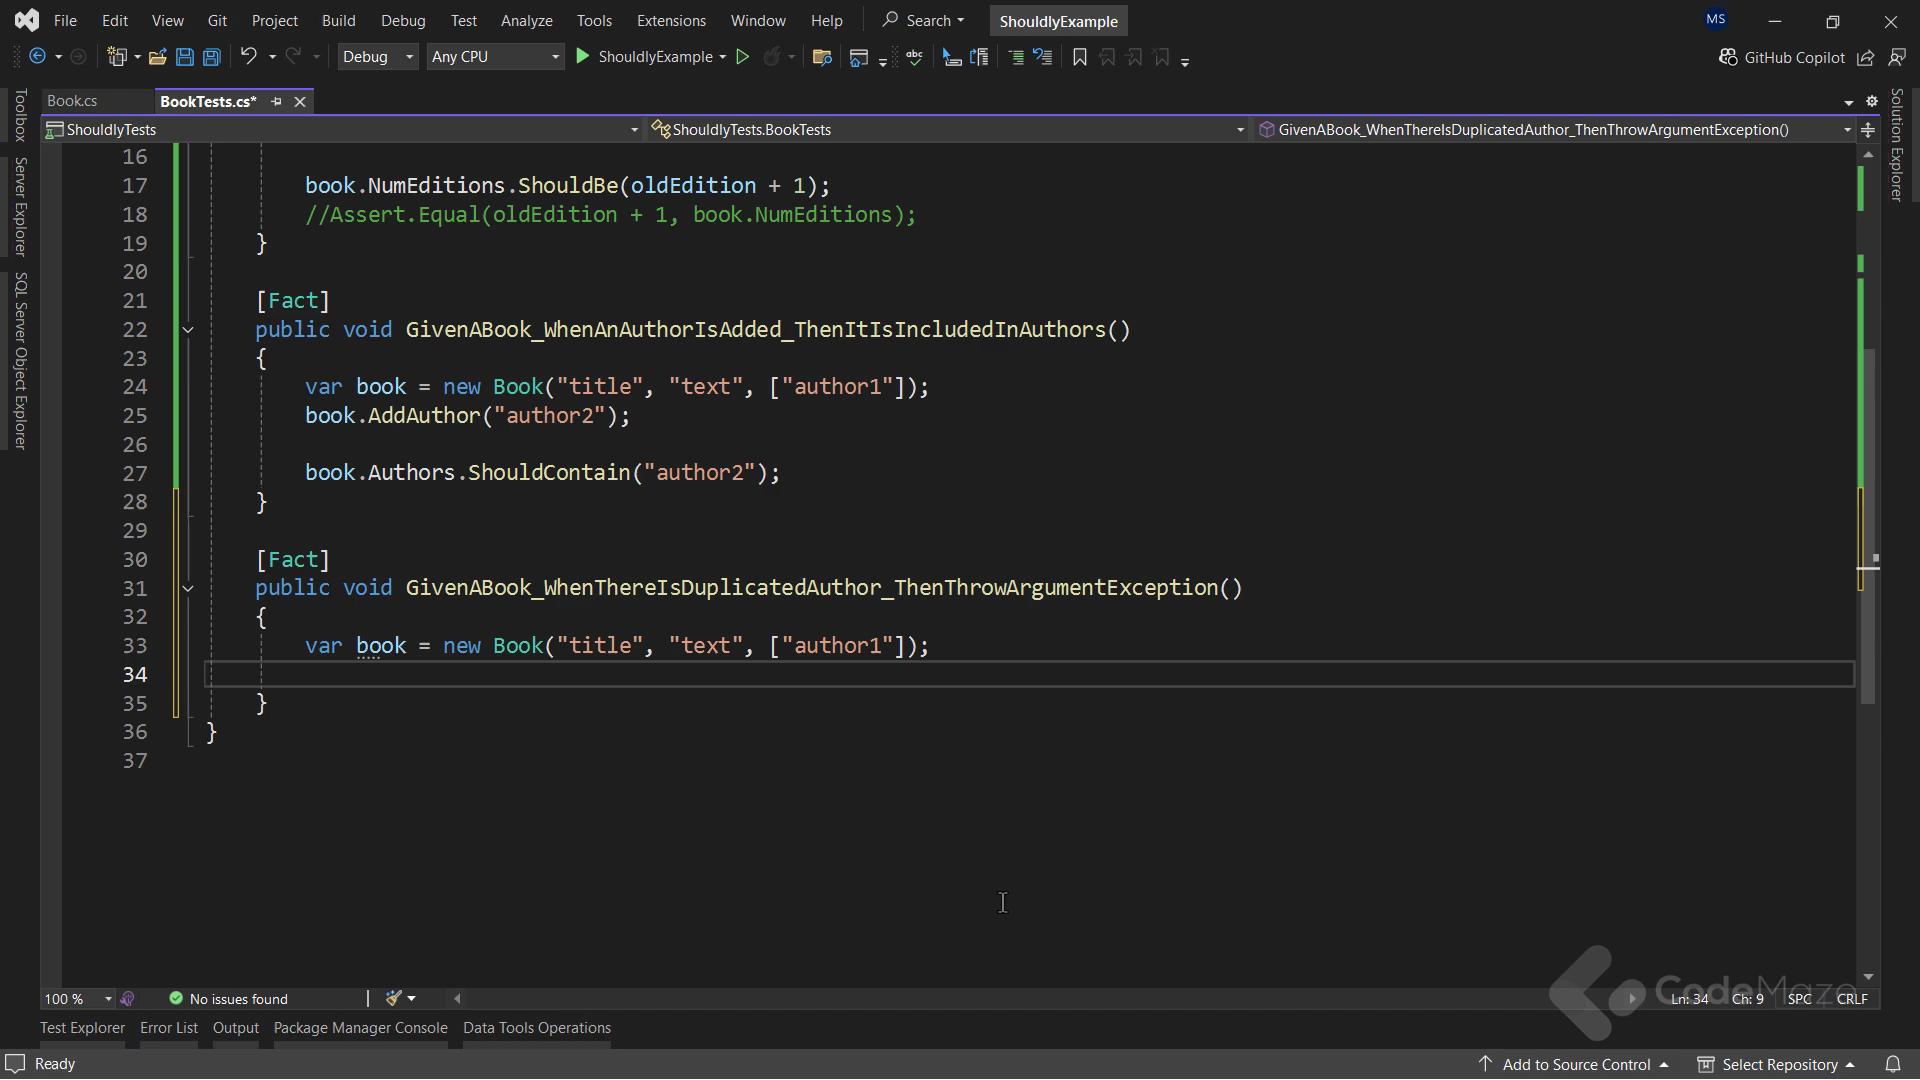 File Edit View Git Project Build Debug Test Analyze Tools Extensions Window Help Search ShouldlyExample MS
Debug Any CPU ShouldlyExample abc GitHub Copilot
Book.cs BookTests.cs*
ShouldlyTests ShouldlyTests.BookTests GivenABook_WhenThereIsDuplicatedAuthor_ThenThrowArgumentException()
Toolbox
Server Explorer
SQL Server Object Explorer
Solution Explorer
16
17 book.NumEditions.ShouldBe(oldEdition + 1);
18 //Assert.Equal(oldEdition + 1, book.NumEditions);
19 }
20
21 [Fact]
22 public void GivenABook_WhenAnAuthorIsAdded_ThenItIsIncludedInAuthors()
23 {
24 var book = new Book("title", "text", ["author1"]);
25 book.AddAuthor("author2");
26
27 book.Authors.ShouldContain("author2");
28 }
29
30 [Fact]
31 public void GivenABook_WhenThereIsDuplicatedAuthor_ThenThrowArgumentException()
32 {
33 var book = new Book("title", "text", ["author1"]);
34
35 }
36 }
37
100 % No issues found Ln: 34 Ch: 9 SPC CRLF
CodeMaze
Test Explorer Error List Output Package Manager Console Data Tools Operations
Ready Add to Source Control Select Repository